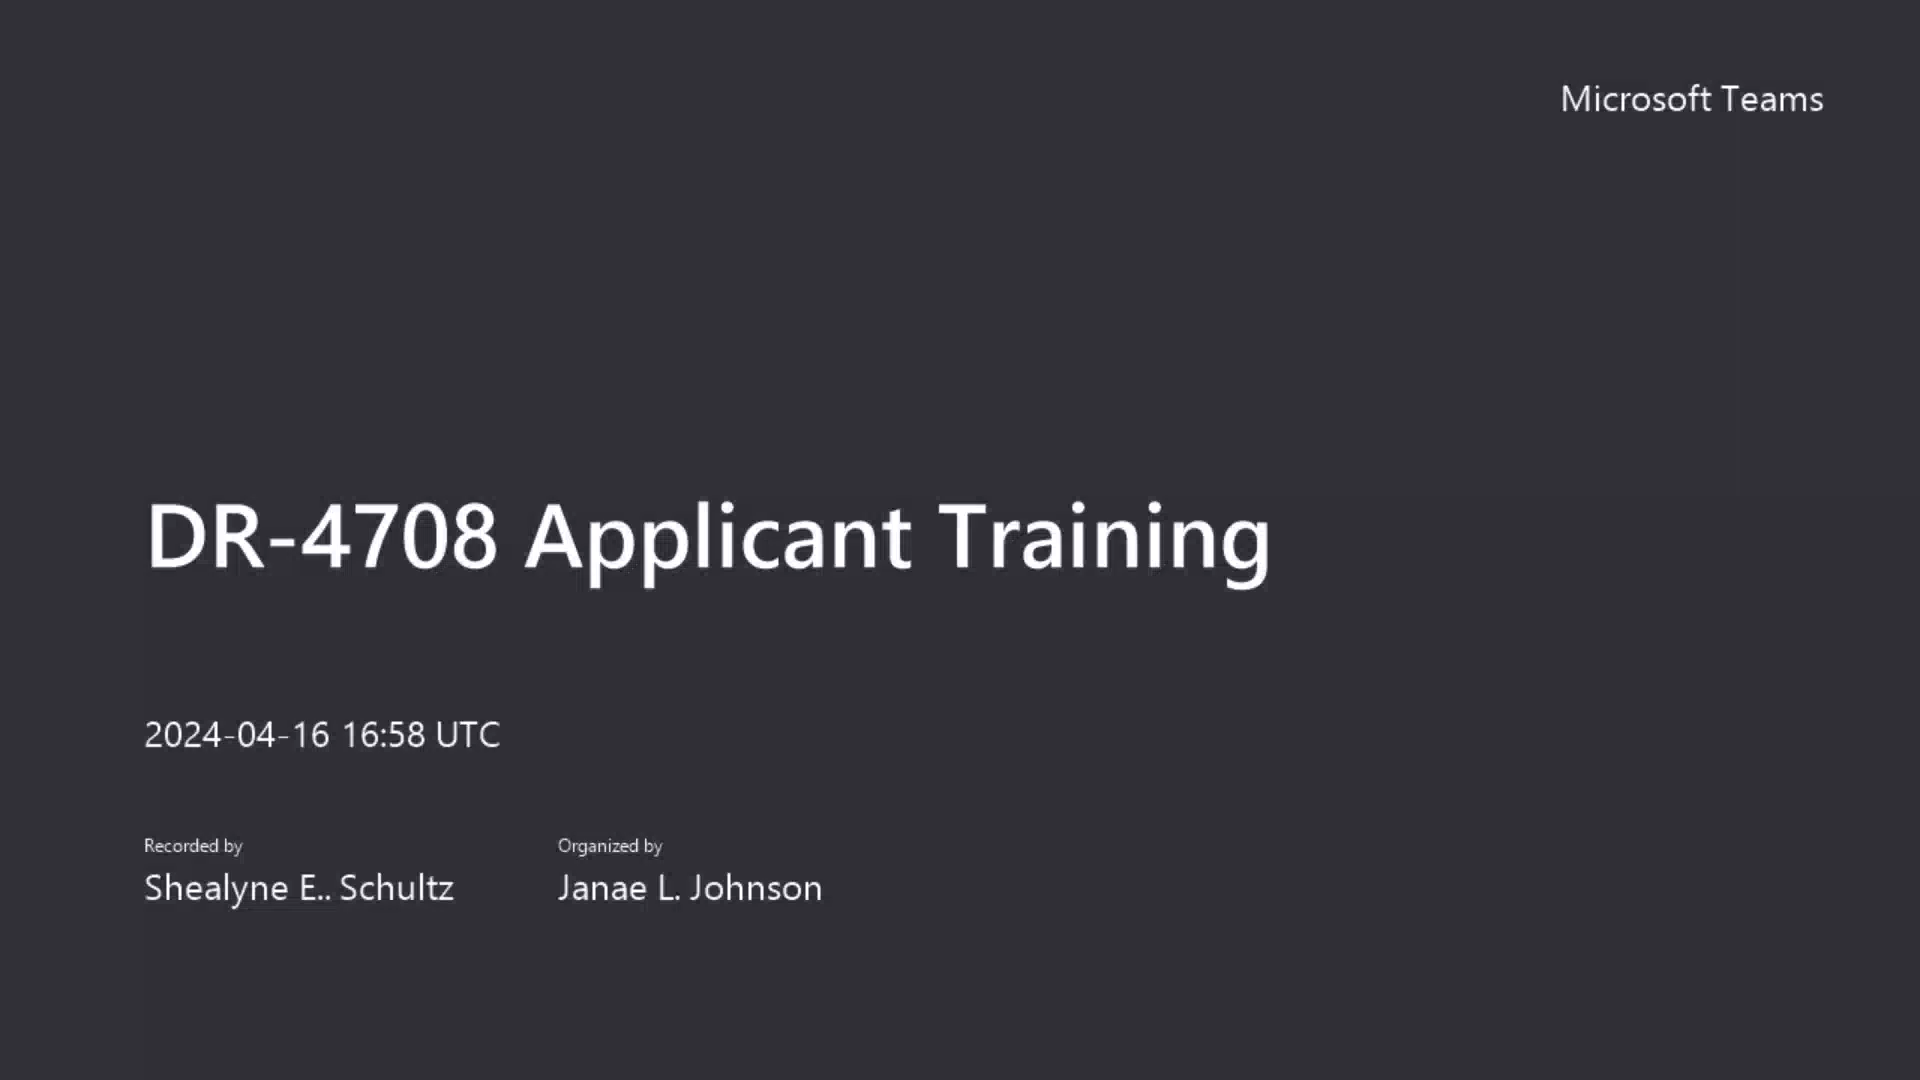 Microsoft Teams
DR-4708 Applicant Training
2024-04-16 16:58 UTC
Recorded by
Shealyne E.. Schultz
Organized by
Janae L. Johnson